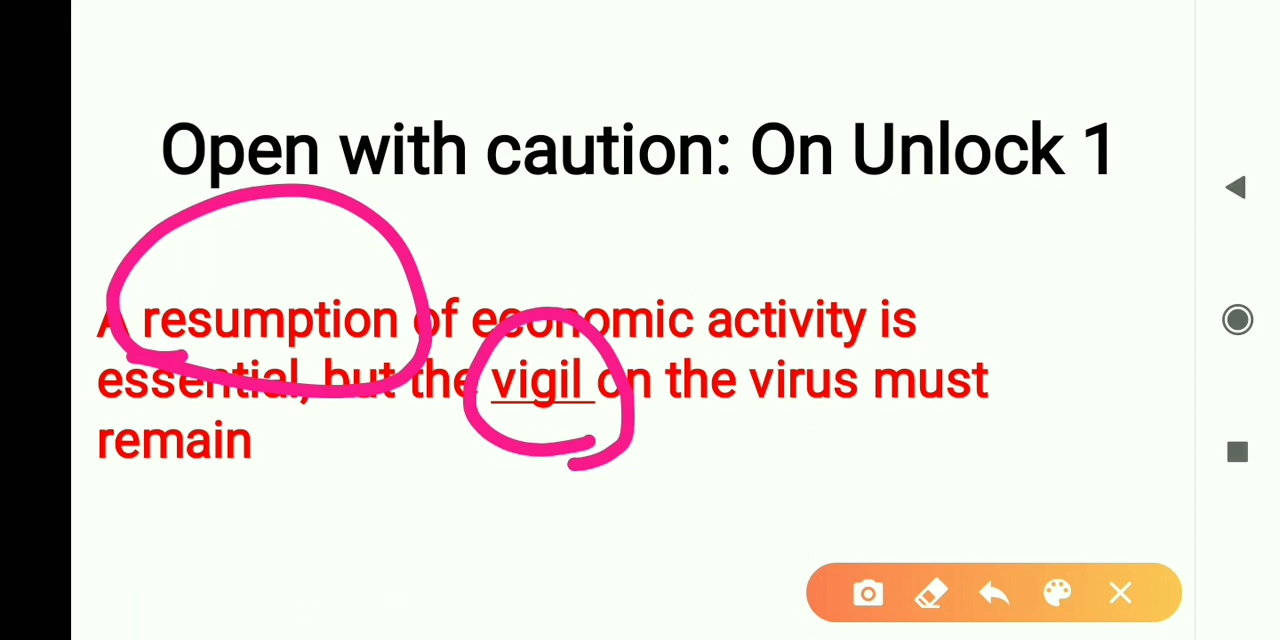 Open with caution: On Unlock 1
A resumption of economic activity is
essential, but the vigil on the virus must
remain